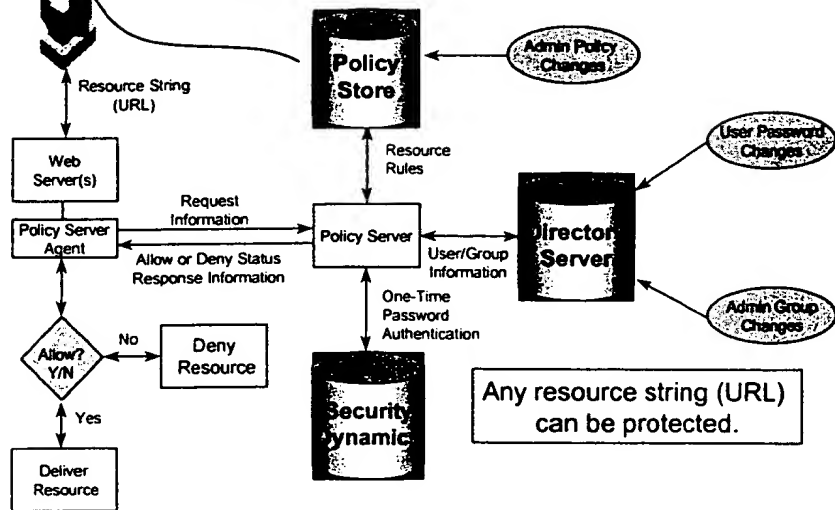 Policy
Store
Admin Policy
Changes
Resource String
(URL)
User Password
Changes
Web
Server(s)
Resource
Rules
Request
Information
Policy Server
Agent
Policy Server
Director
Server
Allow or Deny Status
Response Information
User/Group
Information
One-Time
Password
Authentication
Admin Group
Changes
Allow?
Y/N
No
Deny
Resource
Security
Dynamic
Any resource string (URL)
can be protected.
Yes
Deliver
Resource